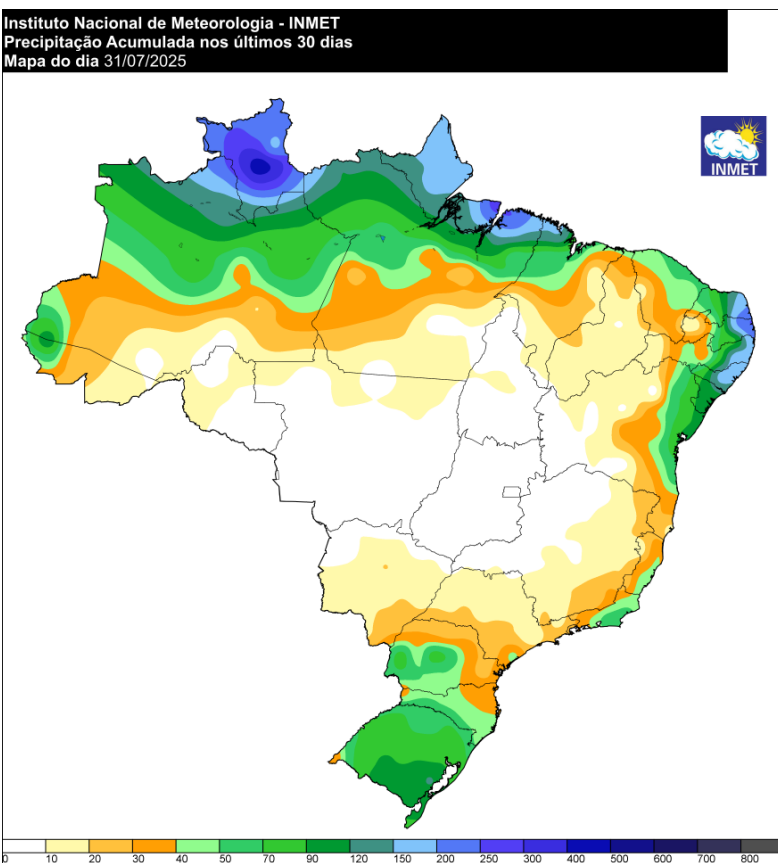 Instituto Nacional de Meteorologia - INMET
Precipitação Acumulada nos últimos 30 dias
Mapa do dia 31/07/2025
INMET
0 10 20 30 40 50 70 90 120 150 200 250 300 400 500 600 700 800